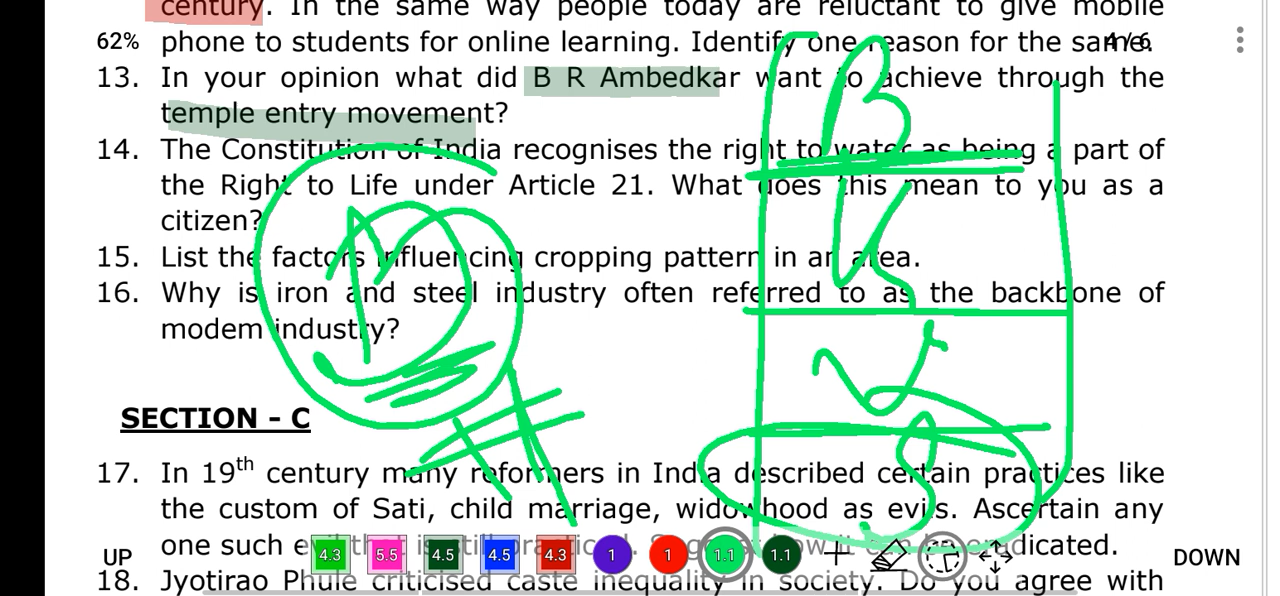 century. In the same way people today are reluctant to give mobile
62% phone to students for online learning. Identify one reason for the same. 4/6
13. In your opinion what did B R Ambedkar want to achieve through the
temple entry movement?
14. The Constitution of India recognises the right to water as being a part of
the Right to Life under Article 21. What does this mean to you as a
citizen?
15. List the factors influencing cropping pattern in an area.
16. Why is iron and steel industry often referred to as the backbone of
modem industry?
SECTION - C
17. In 19th century many reformers in India described certain practices like
the custom of Sati, child marriage, widowhood as evils. Ascertain any
UP one such evil that is still practiced. Suggest how it can be eradicated. DOWN
4.3 5.5 4.5 4.5 4.3 1 1 1.1 1.1
18. Jyotirao Phule criticised caste inequality in society. Do you agree with
B
K
V
S